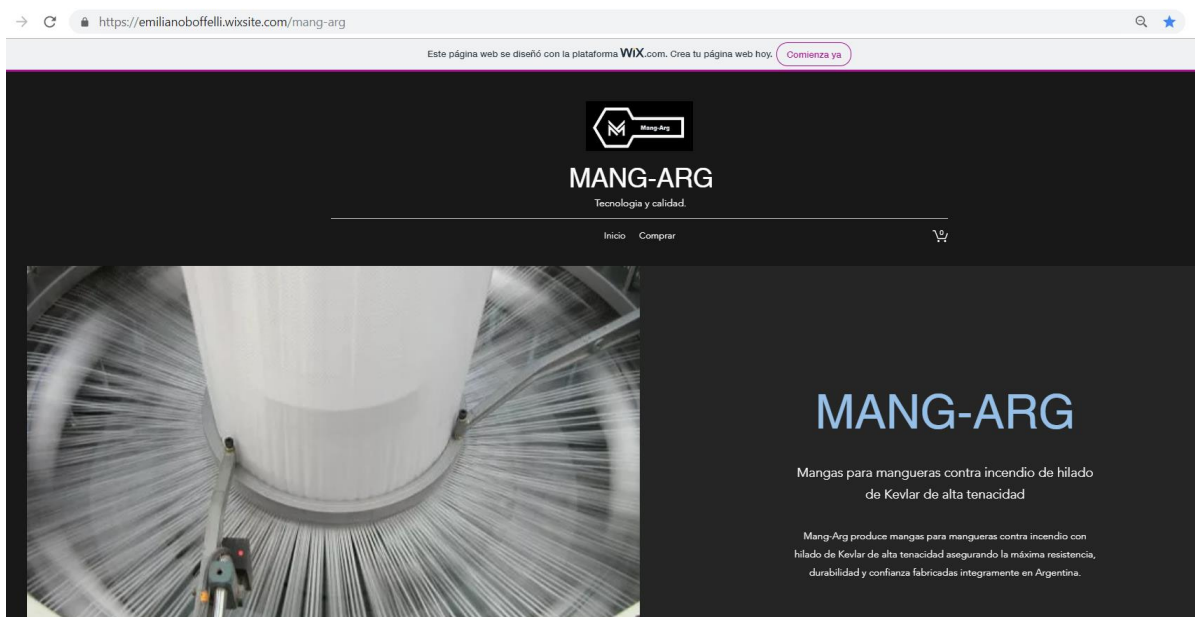 https://emilianoboffelli.wixsite.com/mang-arg
Este página web se diseñó con la plataforma WiX.com. Crea tu página web hoy. Comienza ya
Mang-Arg
MANG-ARG
Tecnologia y calidad.
Inicio Comprar 0
MANG-ARG
Mangas para mangueras contra incendio de hilado
de Kevlar de alta tenacidad
Mang-Arg produce mangas para mangueras contra incendio con
hilado de Kevlar de alta tenacidad asegurando la máxima resistencia,
durabilidad y confianza fabricadas integramente en Argentina.